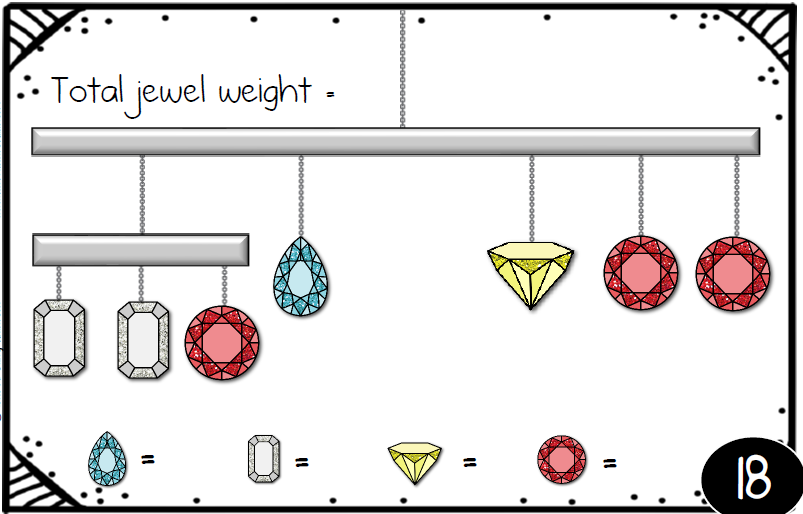 Total jewel weight =
= = = =
18